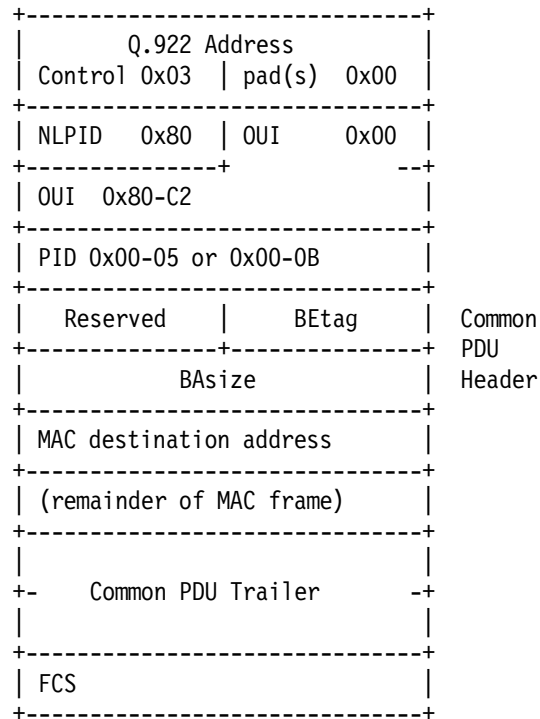 +-------------------------------+
|        Q.922 Address          |
| Control 0x03  | pad(s)  0x00  |
+-------------------------------+
| NLPID   0x80  | OUI     0x00  |
+---------------+             --+
| OUI  0x80-C2                  |
+-------------------------------+
| PID 0x00-05 or 0x00-0B        |
+-------------------------------+
|   Reserved    |     BEtag     |  Common
+---------------+---------------+  PDU
|            BAsize             |  Header
+-------------------------------+
| MAC destination address       |
+-------------------------------+
| (remainder of MAC frame)      |
+-------------------------------+
|                               |
+-    Common PDU Trailer       -+
|                               |
+-------------------------------+
| FCS                           |
+-------------------------------+